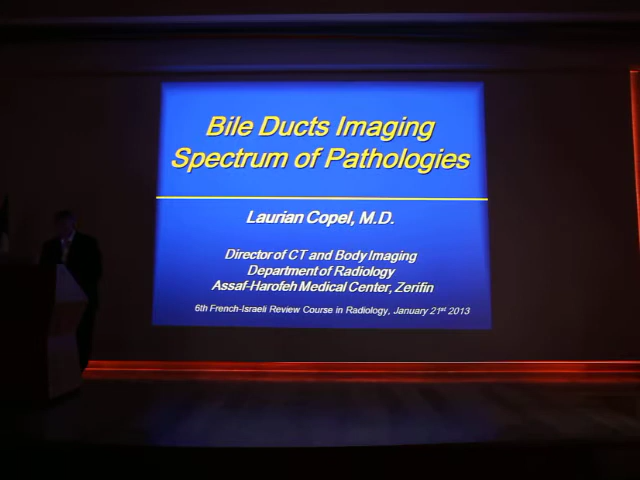 Bile Ducts Imaging
Spectrum of Pathologies
Laurian Copel, M.D.
Director of CT and Body Imaging
Department of Radiology
Assaf-Harofeh Medical Center, Zerifin
6th French-Israeli Review Course in Radiology, January 21st 2013